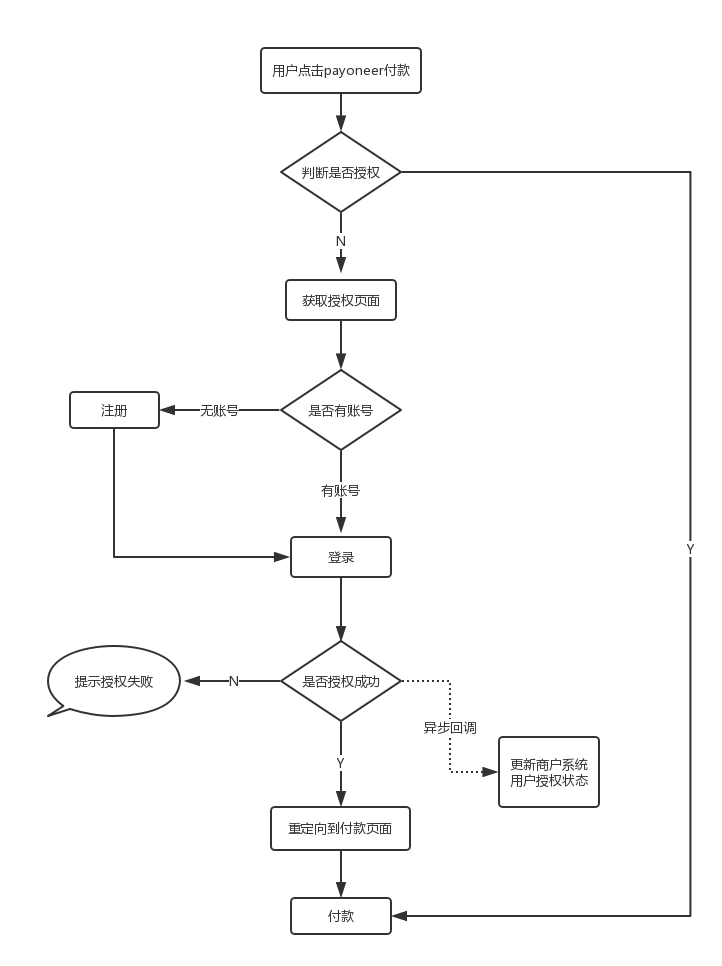 用户点击payoneer付款
判断是否授权
N
获取授权页面
注册
无账号
是否有账号
有账号
Y
登录
提示授权失败
N
是否授权成功
异步回调
Y
更新商户系统
用户授权状态
重定向到付款页面
付款